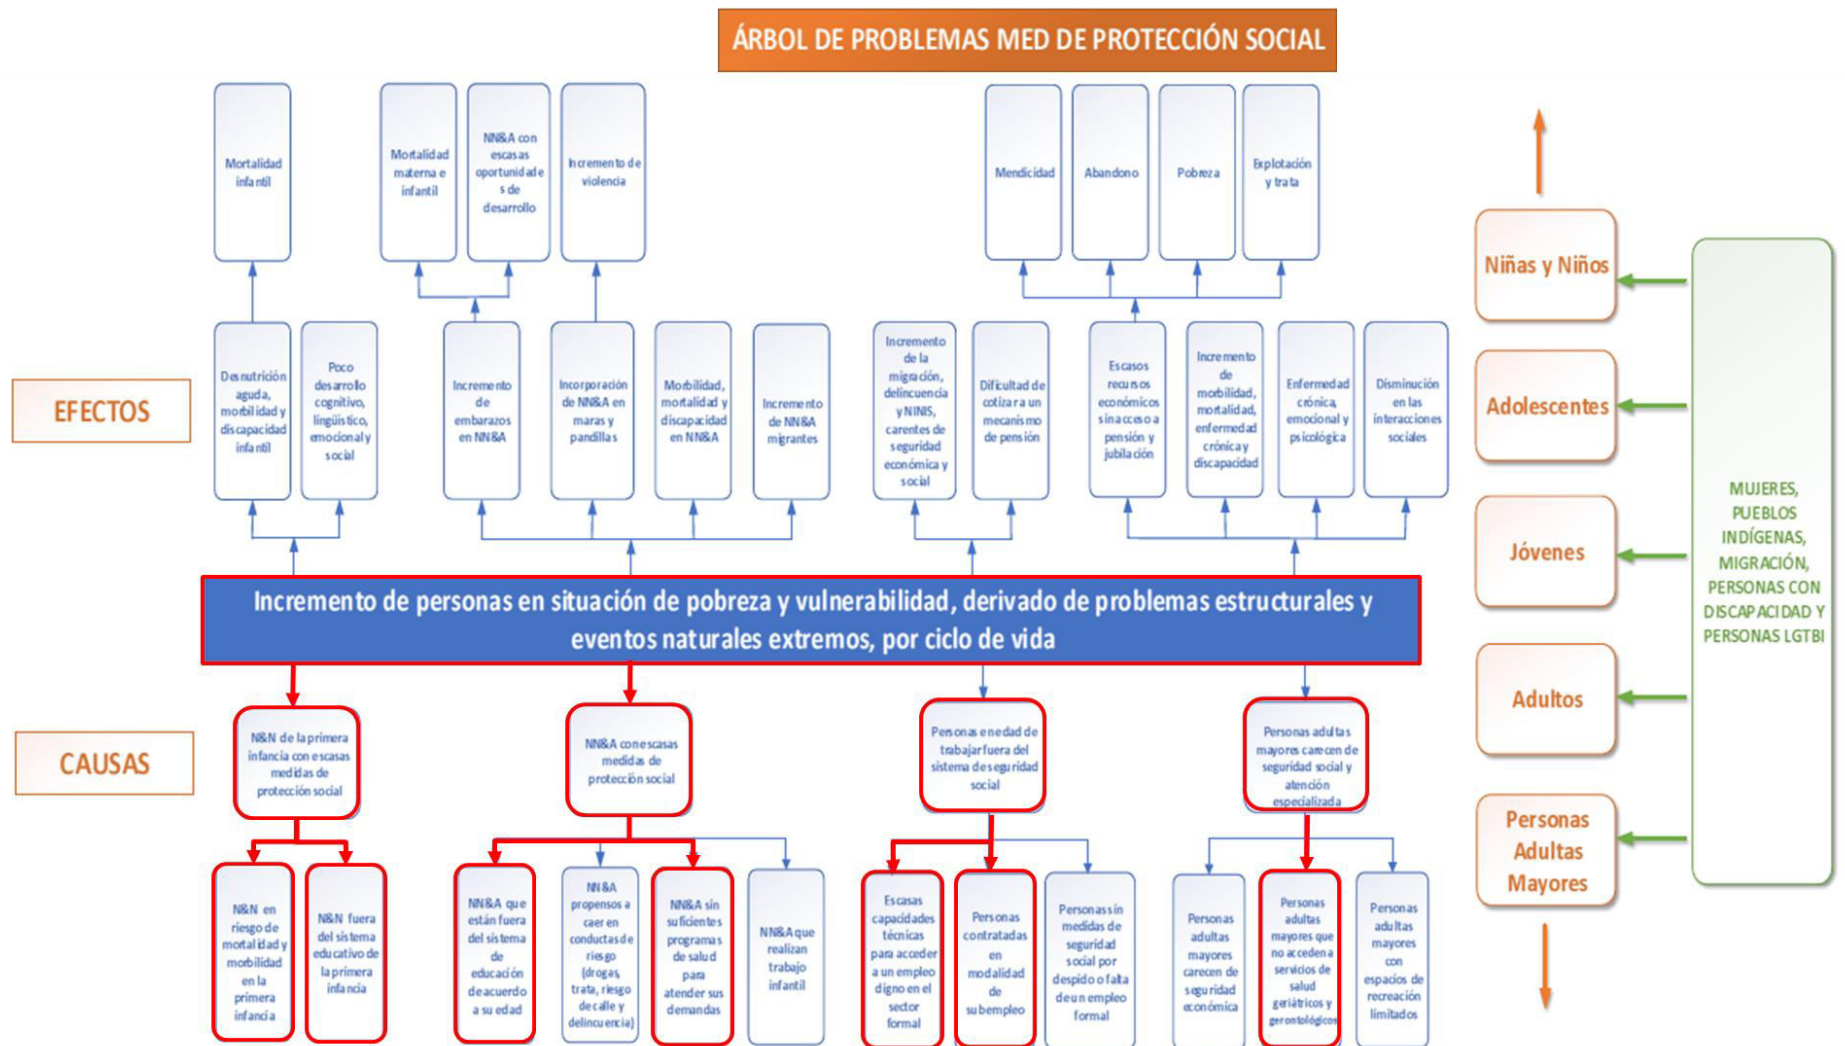 ÁRBOL DE PROBLEMAS MED DE PROTECCIÓN SOCIAL
Mortalidad
infantil
Mortalidad
materna e
infantil
NN&A con
escasas
oportunidade
s de
desarrollo
Incremento de
violencia
Mendicidad
Abandono
Pobreza
Explotación
y trata
EFECTOS
Desnutrición
aguda,
morbilidad y
discapacidad
infantil
Poco
desarrollo
cognitivo,
lingüístico,
emocional y
social
Incremento
de
embarazos
en NN&A
Incorporación
de NN&A en
maras y
pandillas
Morbilidad,
mortalidad y
discapacidad
en NN&A
Incremento
de NN&A
migrantes
Incremento
de la
migración,
delincuencia
y NINIS,
carentes de
seguridad
económica y
social
Dificultad de
cotizar a un
mecanismo
de pensión
Escasos
recursos
económicos
sin acceso a
pensión y
jubilación
Incremento
de
morbilidad,
mortalidad,
enfermedad
crónica y
discapacidad
Enfermedad
crónica,
emocional y
psicológica
Disminución
en las
interacciones
sociales
Incremento de personas en situación de pobreza y vulnerabilidad, derivado de problemas estructurales y
eventos naturales extremos, por ciclo de vida
CAUSAS
N&N de la primera
infancia con escasas
medidas de
protección social
NN&A con escasas
medidas de
protección social
Personas en edad de
trabajar fuera del
sistema de seguridad
social
Personas adultas
mayores carecen de
seguridad social y
atención
especializada
N&N en
riesgo de
mortalidad y
morbilidad
en la
primera
infancia
N&N fuera
del sistema
educativo de
la primera
infancia
NN&A que
están fuera
del sistema
de
educación
de acuerdo
a su edad
NN&A
propensos a
caer en
conductas de
riesgo
(drogas,
trata, riesgo
de calle y
delincuencia)
NN&A sin
suficientes
programas
de salud
para
atender sus
demandas
NN&A que
realizan
trabajo
infantil
Escasas
capacidades
técnicas
para acceder
a un empleo
digno en el
sector
formal
Personas
contratadas
en
modalidad
de
subempleo
Personas sin
medidas de
seguridad
social por
despido o falta
de un empleo
formal
Personas
adultas
mayores
carecen de
seguridad
económica
Personas
adultas
mayores que
no acceden a
servicios de
salud
geriátricos y
gerontológicos
Personas
adultas
mayores
con
espacios de
recreación
limitados
Niñas y Niños
Adolescentes
Jóvenes
Adultos
Personas
Adultas
Mayores
MUJERES,
PUEBLOS
INDÍGENAS,
MIGRACIÓN,
PERSONAS CON
DISCAPACIDAD Y
PERSONAS LGTBI